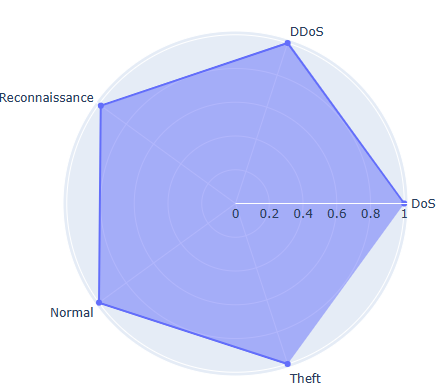 DDoS
Reconnaissance
DoS
0 0.2 0.4 0.6 0.8 1
Normal
Theft